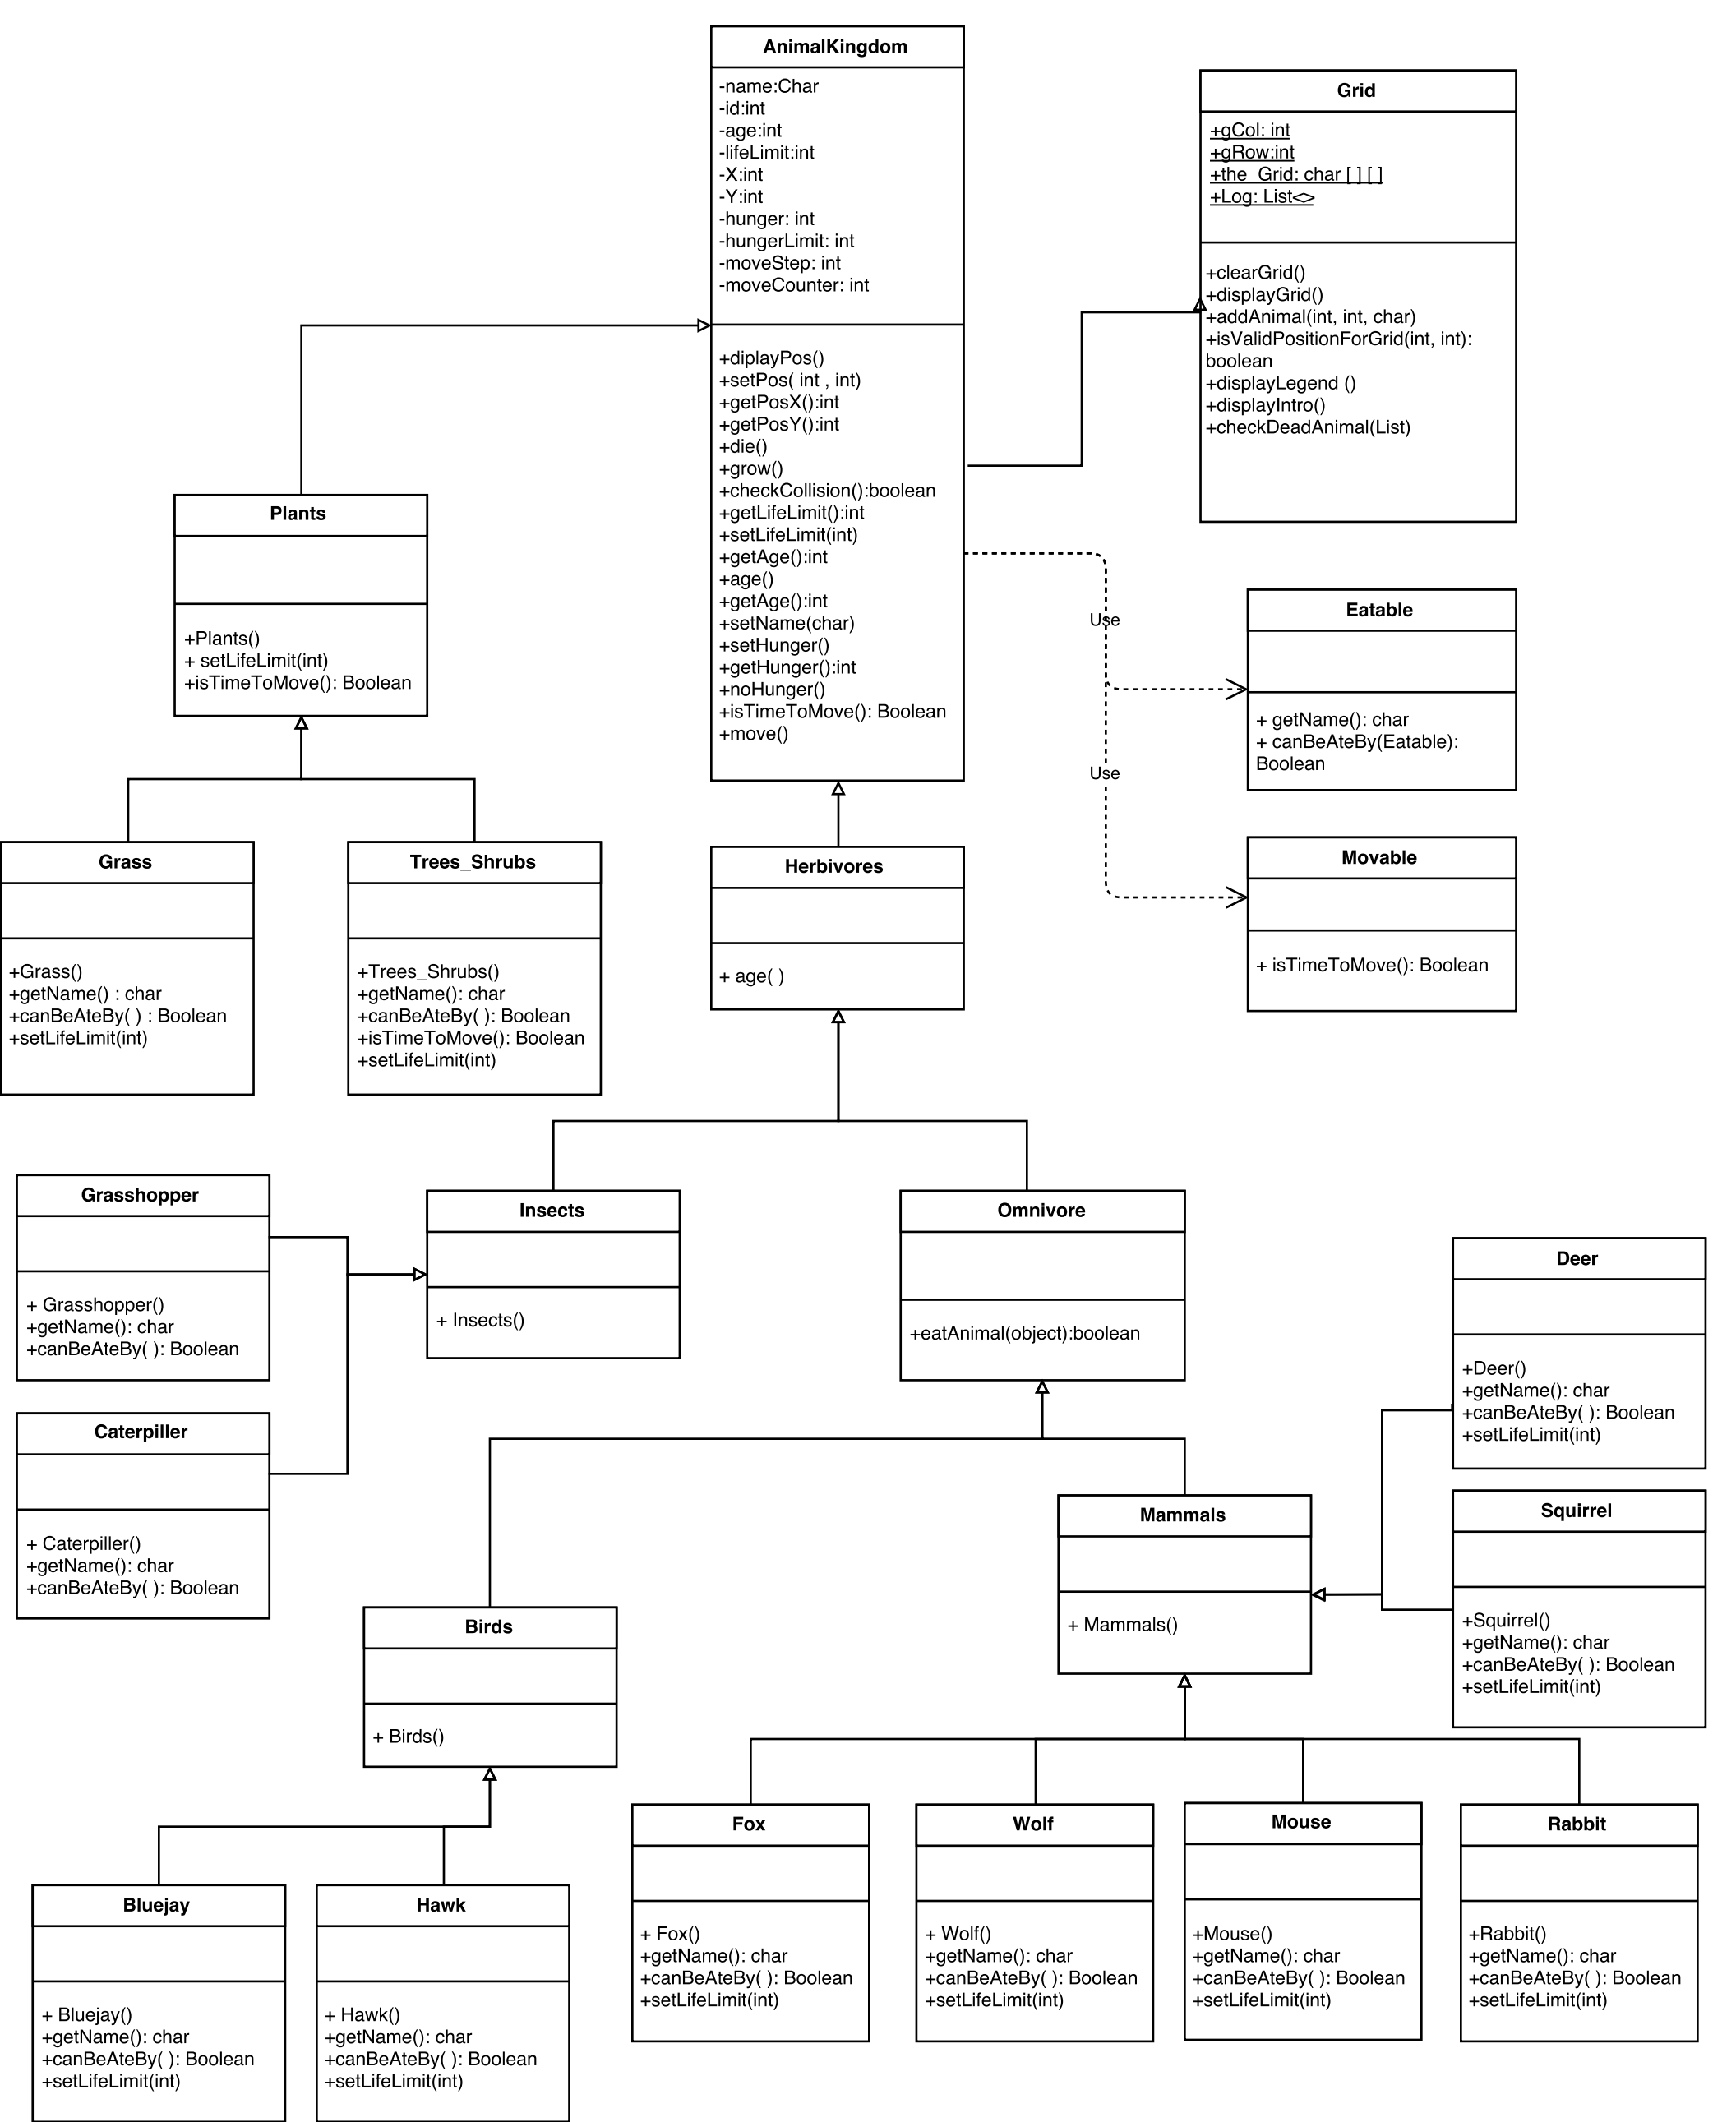 AnimalKingdom
-name:Char
-id:int
-age:int
-lifeLimit:int
-X:int
-Y:int
-hunger: int
-hungerLimit: int
-moveStep: int
-moveCounter: int
+diplayPos()
+setPos( int , int)
+getPosX():int
+getPosY():int
+die()
+grow()
+checkCollision():boolean
+getLifeLimit():int
+setLifeLimit(int)
+getAge():int
+age()
+getAge():int
+setName(char)
+setHunger()
+getHunger():int
+noHunger()
+isTimeToMove(): Boolean
+move()
Grid
+gCol: int
+gRow:int
+the_Grid: char [ ] [ ]
+Log: List<>
+clearGrid()
+displayGrid()
+addAnimal(int, int, char)
+isValidPositionForGrid(int, int):
boolean
+displayLegend ()
+displayIntro()
+checkDeadAnimal(List)
Plants
+Plants()
+ setLifeLimit(int)
+isTimeToMove(): Boolean
Use
Use
Eatable
+ getName(): char
+ canBeAteBy(Eatable):
Boolean
Movable
+ isTimeToMove(): Boolean
Grass
+Grass()
+getName() : char
+canBeAteBy( ) : Boolean
+setLifeLimit(int)
Trees_Shrubs
+Trees_Shrubs()
+getName(): char
+canBeAteBy( ): Boolean
+isTimeToMove(): Boolean
+setLifeLimit(int)
Herbivores
+ age( )
Grasshopper
+ Grasshopper()
+getName(): char
+canBeAteBy( ): Boolean
Insects
+ Insects()
Omnivore
+eatAnimal(object):boolean
Deer
+Deer()
+getName(): char
+canBeAteBy( ): Boolean
+setLifeLimit(int)
Caterpiller
+ Caterpiller()
+getName(): char
+canBeAteBy( ): Boolean
Mammals
+ Mammals()
Squirrel
+Squirrel()
+getName(): char
+canBeAteBy( ): Boolean
+setLifeLimit(int)
Birds
+ Birds()
Fox
+ Fox()
+getName(): char
+canBeAteBy( ): Boolean
+setLifeLimit(int)
Wolf
+ Wolf()
+getName(): char
+canBeAteBy( ): Boolean
+setLifeLimit(int)
Mouse
+Mouse()
+getName(): char
+canBeAteBy( ): Boolean
+setLifeLimit(int)
Rabbit
+Rabbit()
+getName(): char
+canBeAteBy( ): Boolean
+setLifeLimit(int)
Bluejay
+ Bluejay()
+getName(): char
+canBeAteBy( ): Boolean
+setLifeLimit(int)
Hawk
+ Hawk()
+getName(): char
+canBeAteBy( ): Boolean
+setLifeLimit(int)